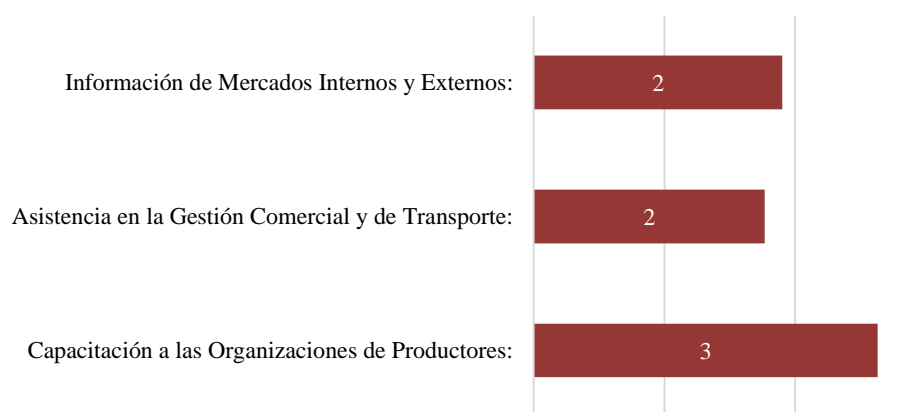 Información de Mercados Internos y Externos: 2
Asistencia en la Gestión Comercial y de Transporte: 2
Capacitación a las Organizaciones de Productores: 3